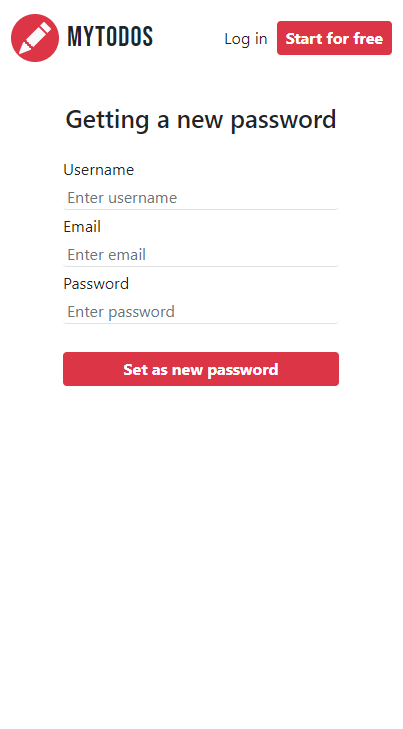 MYTODOS
Log in
Start for free
Getting a new password
Username
Enter username
Email
Enter email
Password
Enter password
Set as new password